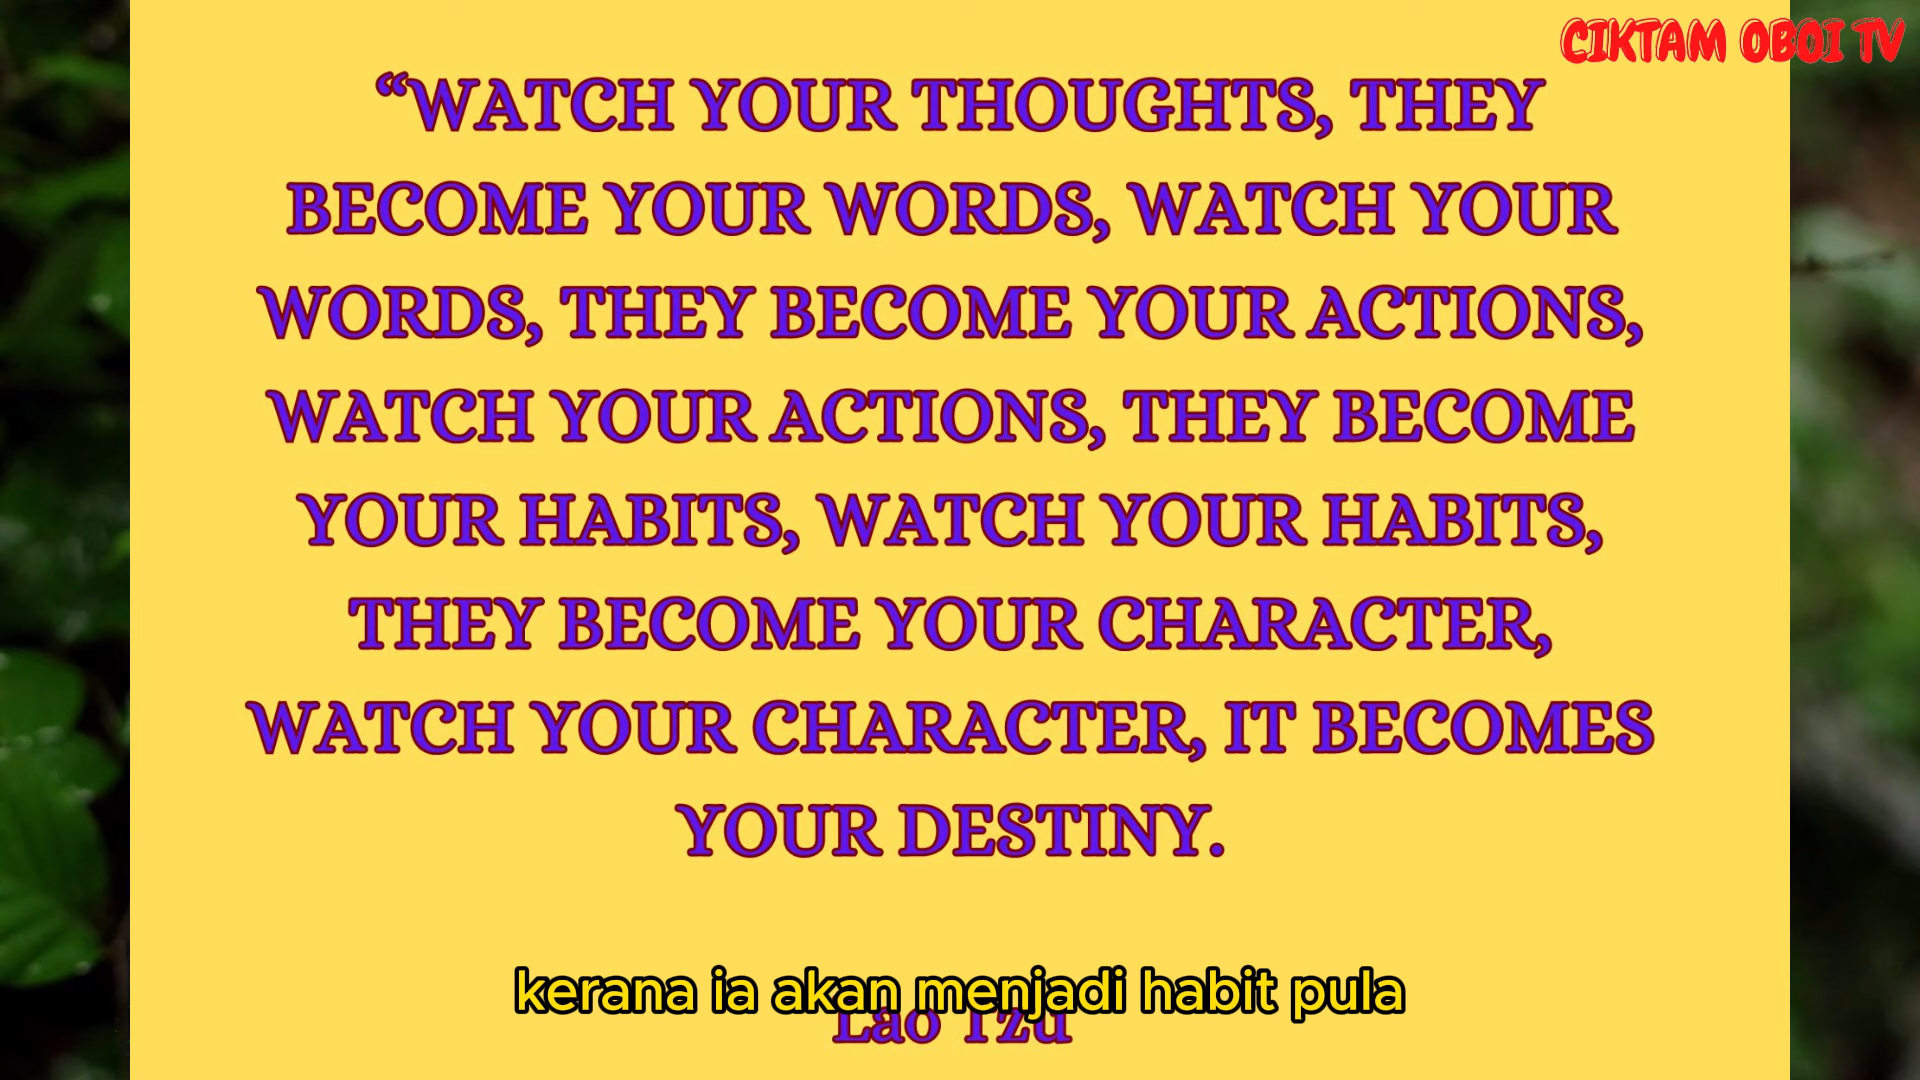 CIKTAM OBOI TV
“WATCH YOUR THOUGHTS, THEY
BECOME YOUR WORDS, WATCH YOUR
WORDS, THEY BECOME YOUR ACTIONS,
WATCH YOUR ACTIONS, THEY BECOME
YOUR HABITS, WATCH YOUR HABITS,
THEY BECOME YOUR CHARACTER,
WATCH YOUR CHARACTER, IT BECOMES
YOUR DESTINY.
kerana ia akan menjadi habit pula
Lao Tzu